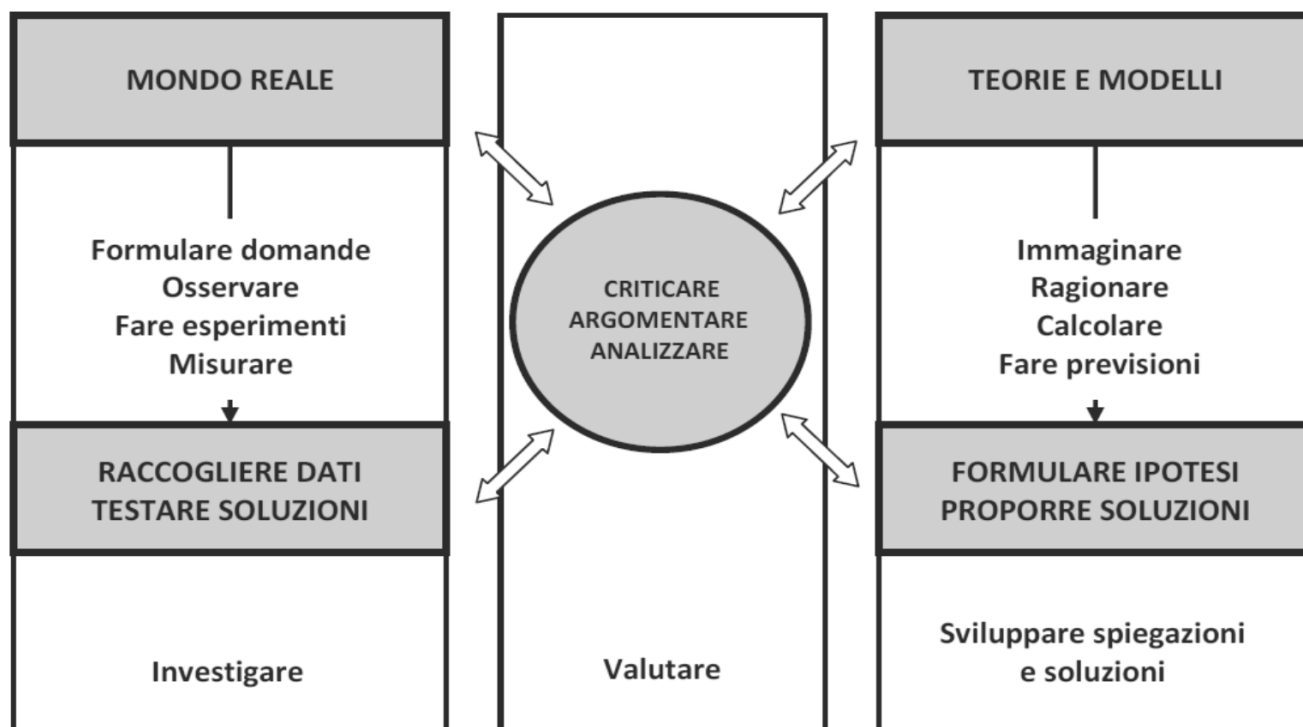 MONDO REALE
Formulare domande
Osservare
Fare esperimenti
Misurare
RACCOGLIERE DATI
TESTARE SOLUZIONI
Investigare
CRITICARE
ARGOMENTARE
ANALIZZARE
Valutare
TEORIE E MODELLI
Immaginare
Ragionare
Calcolare
Fare previsioni
FORMULARE IPOTESI
PROPORRE SOLUZIONI
Sviluppare spiegazioni
e soluzioni